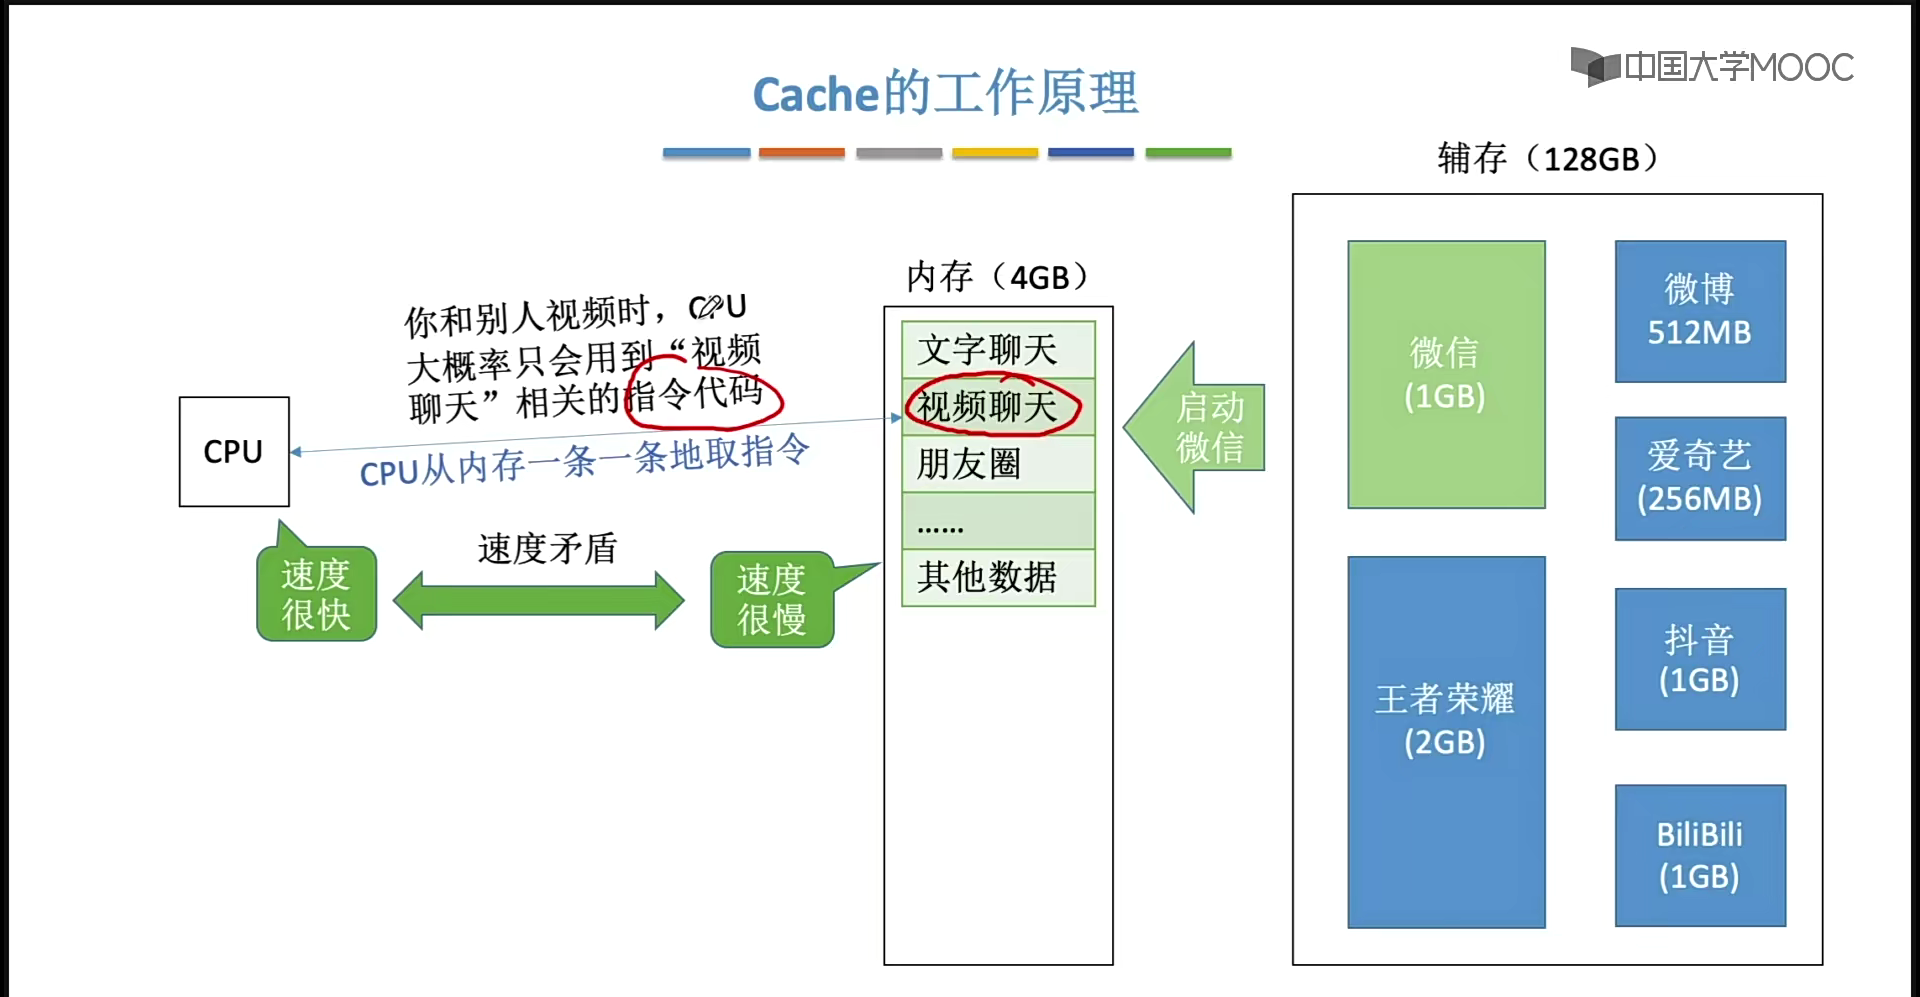 中国大学MOOC
Cache的工作原理
辅存（128GB）
内存（4GB）
你和别人视频时，CPU
大概率只会用到“视频
聊天”相关的指令代码
CPU
CPU从内存一条一条地取指令
速度
很快
速度矛盾
速度
很慢
文字聊天
视频聊天
朋友圈
......
其他数据
启动
微信
微信
(1GB)
王者荣耀
(2GB)
微博
512MB
爱奇艺
(256MB)
抖音
(1GB)
BiliBili
(1GB)